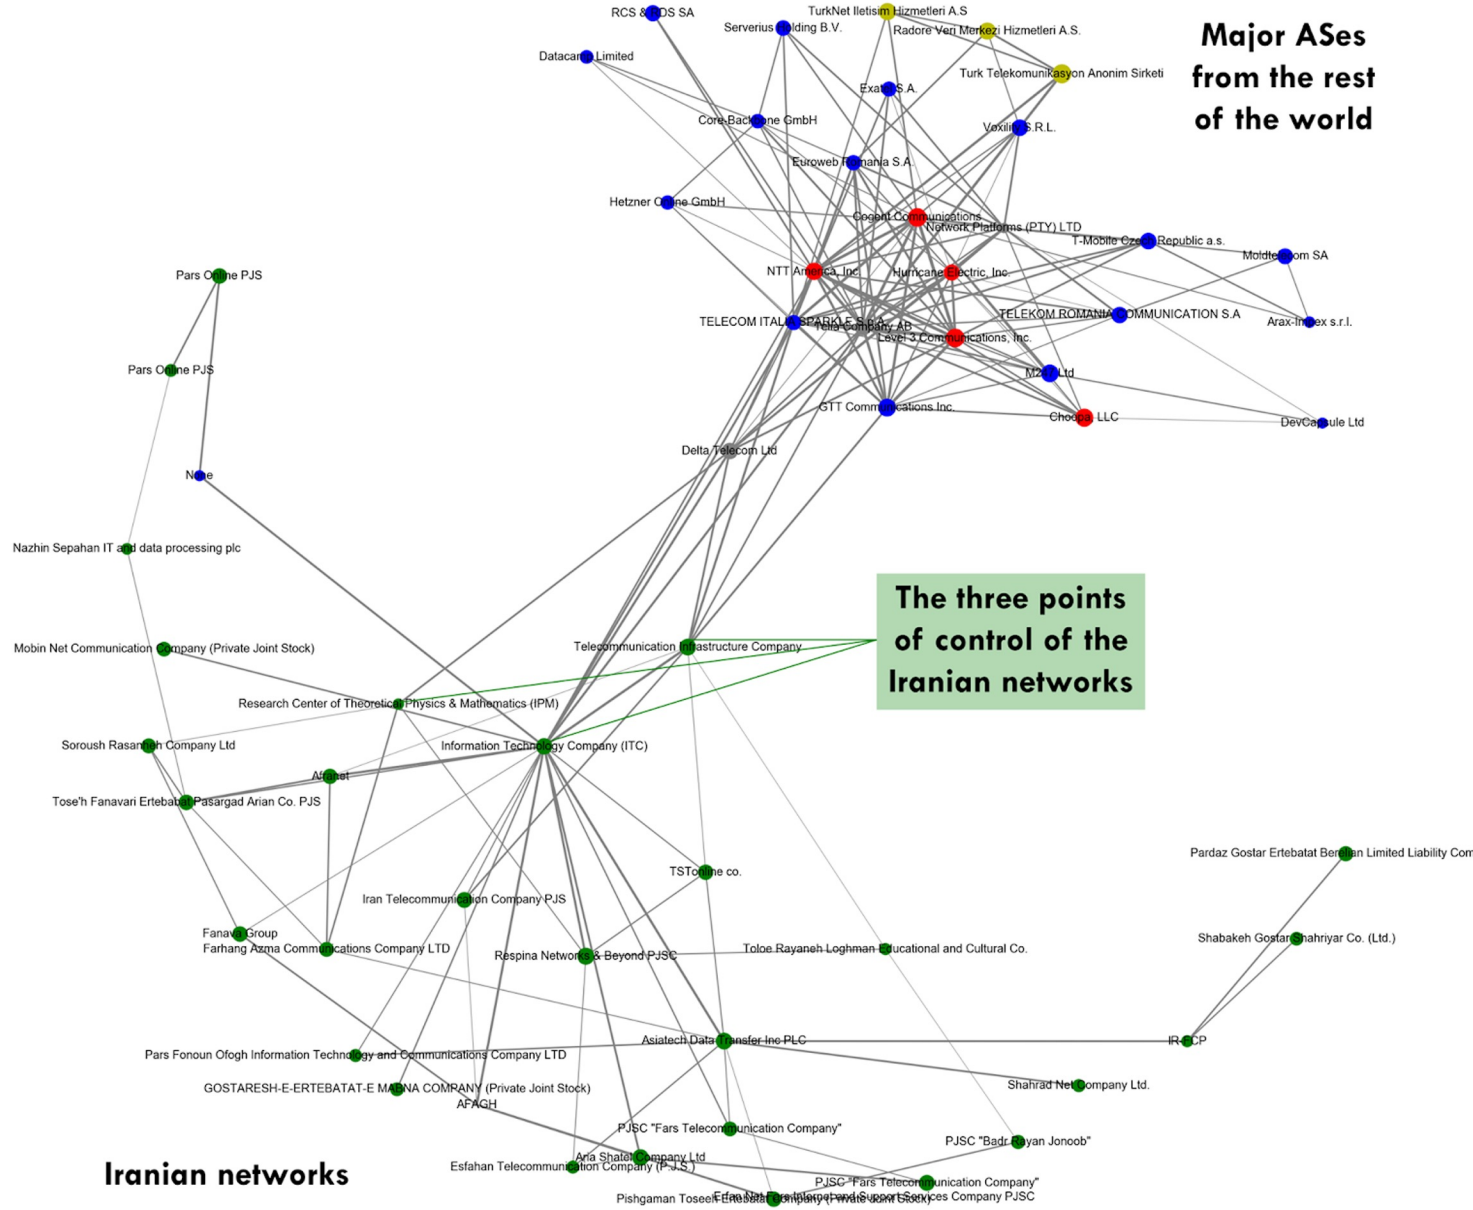 RCS & RDS SA
TurkNet Iletisim Hizmetleri A.S
Serverius Holding B.V.
Radore Veri Merkezi Hizmetleri A.S.
Major ASes
from the rest
of the world
Datacamp Limited
Turk Telekomunikasyon Anonim Sirketi
Exatel S.A.
Core-Backbone GmbH
Voxility S.R.L.
Euroweb Romania S.A.
Hetzner Online GmbH
Cogent Communications
Network Platforms (PTY) LTD
T-Mobile Czech Republic a.s.
Moldtelecom SA
NTT America, Inc.
Hurricane Electric, Inc.
Pars Online PJS
TELECOM ITALIA SPARKLE S.p.A.
Telia Company AB
TELEKOM ROMANIA COMMUNICATION S.A
Arax-Impex s.r.l.
Level 3 Communications, Inc.
Pars Online PJS
M247 Ltd
GTT Communications Inc.
Choopa, LLC
DevCapsule Ltd
Delta Telecom Ltd
None
Nazhin Sepahan IT and data processing plc
The three points
of control of the
Iranian networks
Mobin Net Communication Company (Private Joint Stock)
Telecommunication Infrastructure Company
Research Center of Theoretical Physics & Mathematics (IPM)
Soroush Rasanheh Company Ltd
Information Technology Company (ITC)
Afranet
Tose'h Fanavari Ertebabat Pasargad Arian Co. PJS
Pardaz Gostar Ertebatat Berelian Limited Liability Com
TSTonline co.
Iran Telecommunication Company PJS
Fanava Group
Shabakeh Gostar Shahriyar Co. (Ltd.)
Farhang Azma Communications Company LTD
Respina Networks & Beyond PJSC
Toloe Rayaneh Loghman Educational and Cultural Co.
Asiatech Data Transfer Inc PLC
IR-FCP
Pars Fonoun Ofogh Information Technology and Communications Company LTD
GOSTARESH-E-ERTEBATAT-E MABNA COMPANY (Private Joint Stock)
Shahrad Net Company Ltd.
AFAGH
PJSC "Fars Telecommunication Company"
PJSC "Badr Rayan Jonoob"
Aria Shatel Company Ltd
Esfahan Telecommunication Company (P.J.S.)
Iranian networks
PJSC "Fars Telecommunication Company"
Erfan Net Fars Internet and Support Services Company PJSC
Pishgaman Toseeh Ertebatat Company (Private Joint Stock)